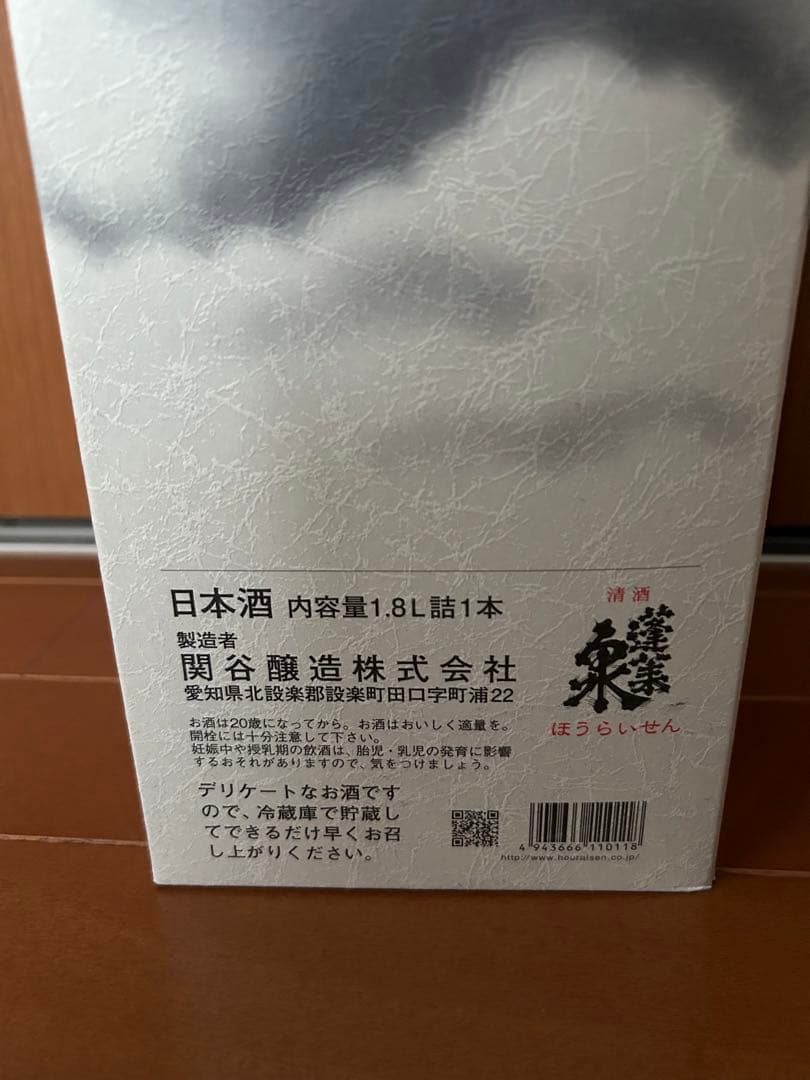 日本酒 内容量1.8L詰1本
製造者
関谷醸造株式会社
愛知県北設楽郡設楽町田口字町浦22
お酒は20歳になってから。お酒はおいしく適量を。
開栓には十分注意して下さい。
妊娠中や授乳期の飲酒は、胎児・乳児の発育に影響
するおそれがありますので、気をつけましょう。
デリケートなお酒です
ので、冷蔵庫で貯蔵し
てできるだけ早くお召
し上がりください。
清酒
蓬莱
泉
ほうらいせん
4 943666 110118
http://www.houraisen.co.jp/